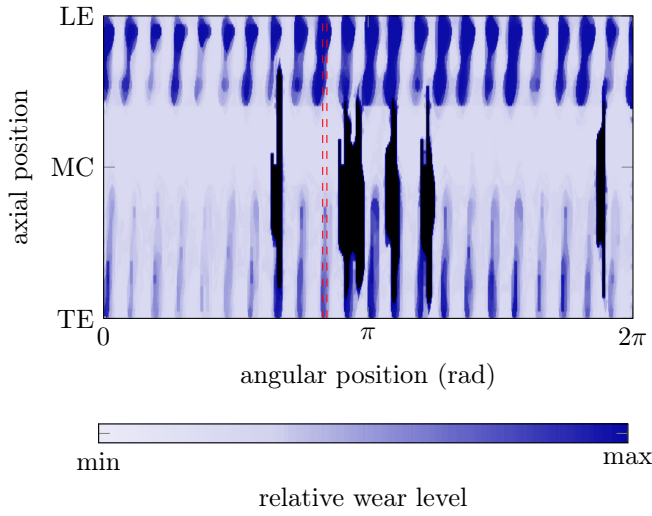 LE
MC
TE
axial position
0
π
2π
angular position (rad)
min
max
relative wear level